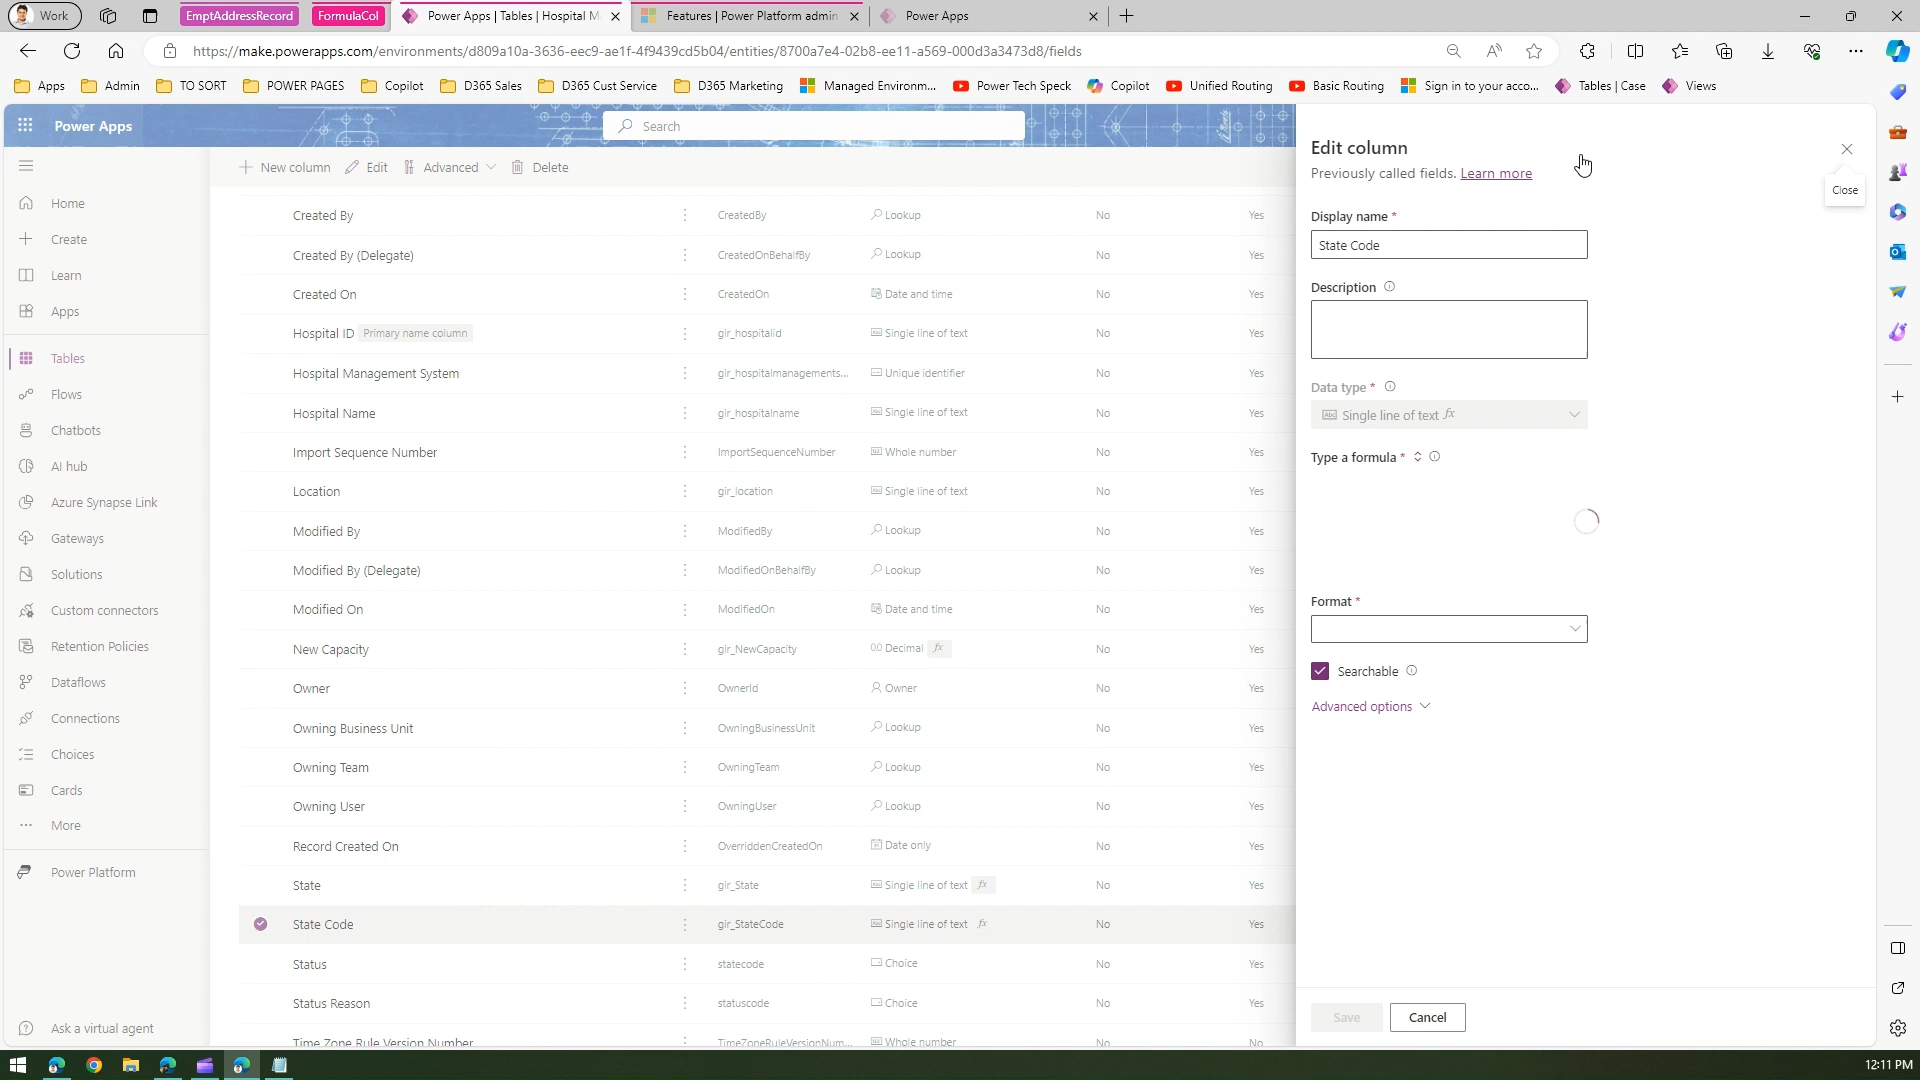 Work
EmptAddressRecord
FormulaCol
Power Apps | Tables | Hospital M
Features | Power Platform admin
Power Apps
https://make.powerapps.com/environments/d809a10a-3636-eec9-ae1f-4f9439cd5b04/entities/8700a7e4-02b8-ee11-a569-000d3a3473d8/fields
Apps
Admin
TO SORT
POWER PAGES
Copilot
D365 Sales
D365 Cust Service
D365 Marketing
Managed Environm...
Power Tech Speck
Copilot
Unified Routing
Basic Routing
Sign in to your acco...
Tables | Case
Views
Power Apps
Search
New column
Edit
Advanced
Delete
Home
Create
Learn
Apps
Tables
Flows
Chatbots
AI hub
Azure Synapse Link
Gateways
Solutions
Custom connectors
Retention Policies
Dataflows
Connections
Choices
Cards
More
Power Platform
Ask a virtual agent
Created By CreatedBy Lookup No Yes
Created By (Delegate) CreatedOnBehalfBy Lookup No Yes
Created On CreatedOn Date and time No Yes
Hospital ID Primary name column gir_hospitalid Single line of text No Yes
Hospital Management System gir_hospitalmanagements... Unique identifier No Yes
Hospital Name gir_hospitalname Single line of text No Yes
Import Sequence Number ImportSequenceNumber Whole number No Yes
Location gir_location Single line of text No Yes
Modified By ModifiedBy Lookup No Yes
Modified By (Delegate) ModifiedOnBehalfBy Lookup No Yes
Modified On ModifiedOn Date and time No Yes
New Capacity gir_NewCapacity Decimal fx No Yes
Owner OwnerId Owner No Yes
Owning Business Unit OwningBusinessUnit Lookup No Yes
Owning Team OwningTeam Lookup No Yes
Owning User OwningUser Lookup No Yes
Record Created On OverriddenCreatedOn Date only No Yes
State gir_State Single line of text fx No Yes
State Code gir_StateCode Single line of text fx No Yes
Status statecode Choice No Yes
Status Reason statuscode Choice No Yes
Time Zone Rule Version Number TimeZoneRuleVersionNum... Whole number No No
Edit column
Previously called fields. Learn more
Close
Display name *
State Code
Description
Data type *
Abc Single line of text fx
Type a formula *
Format *
Searchable
Advanced options
Save
Cancel
12:11 PM